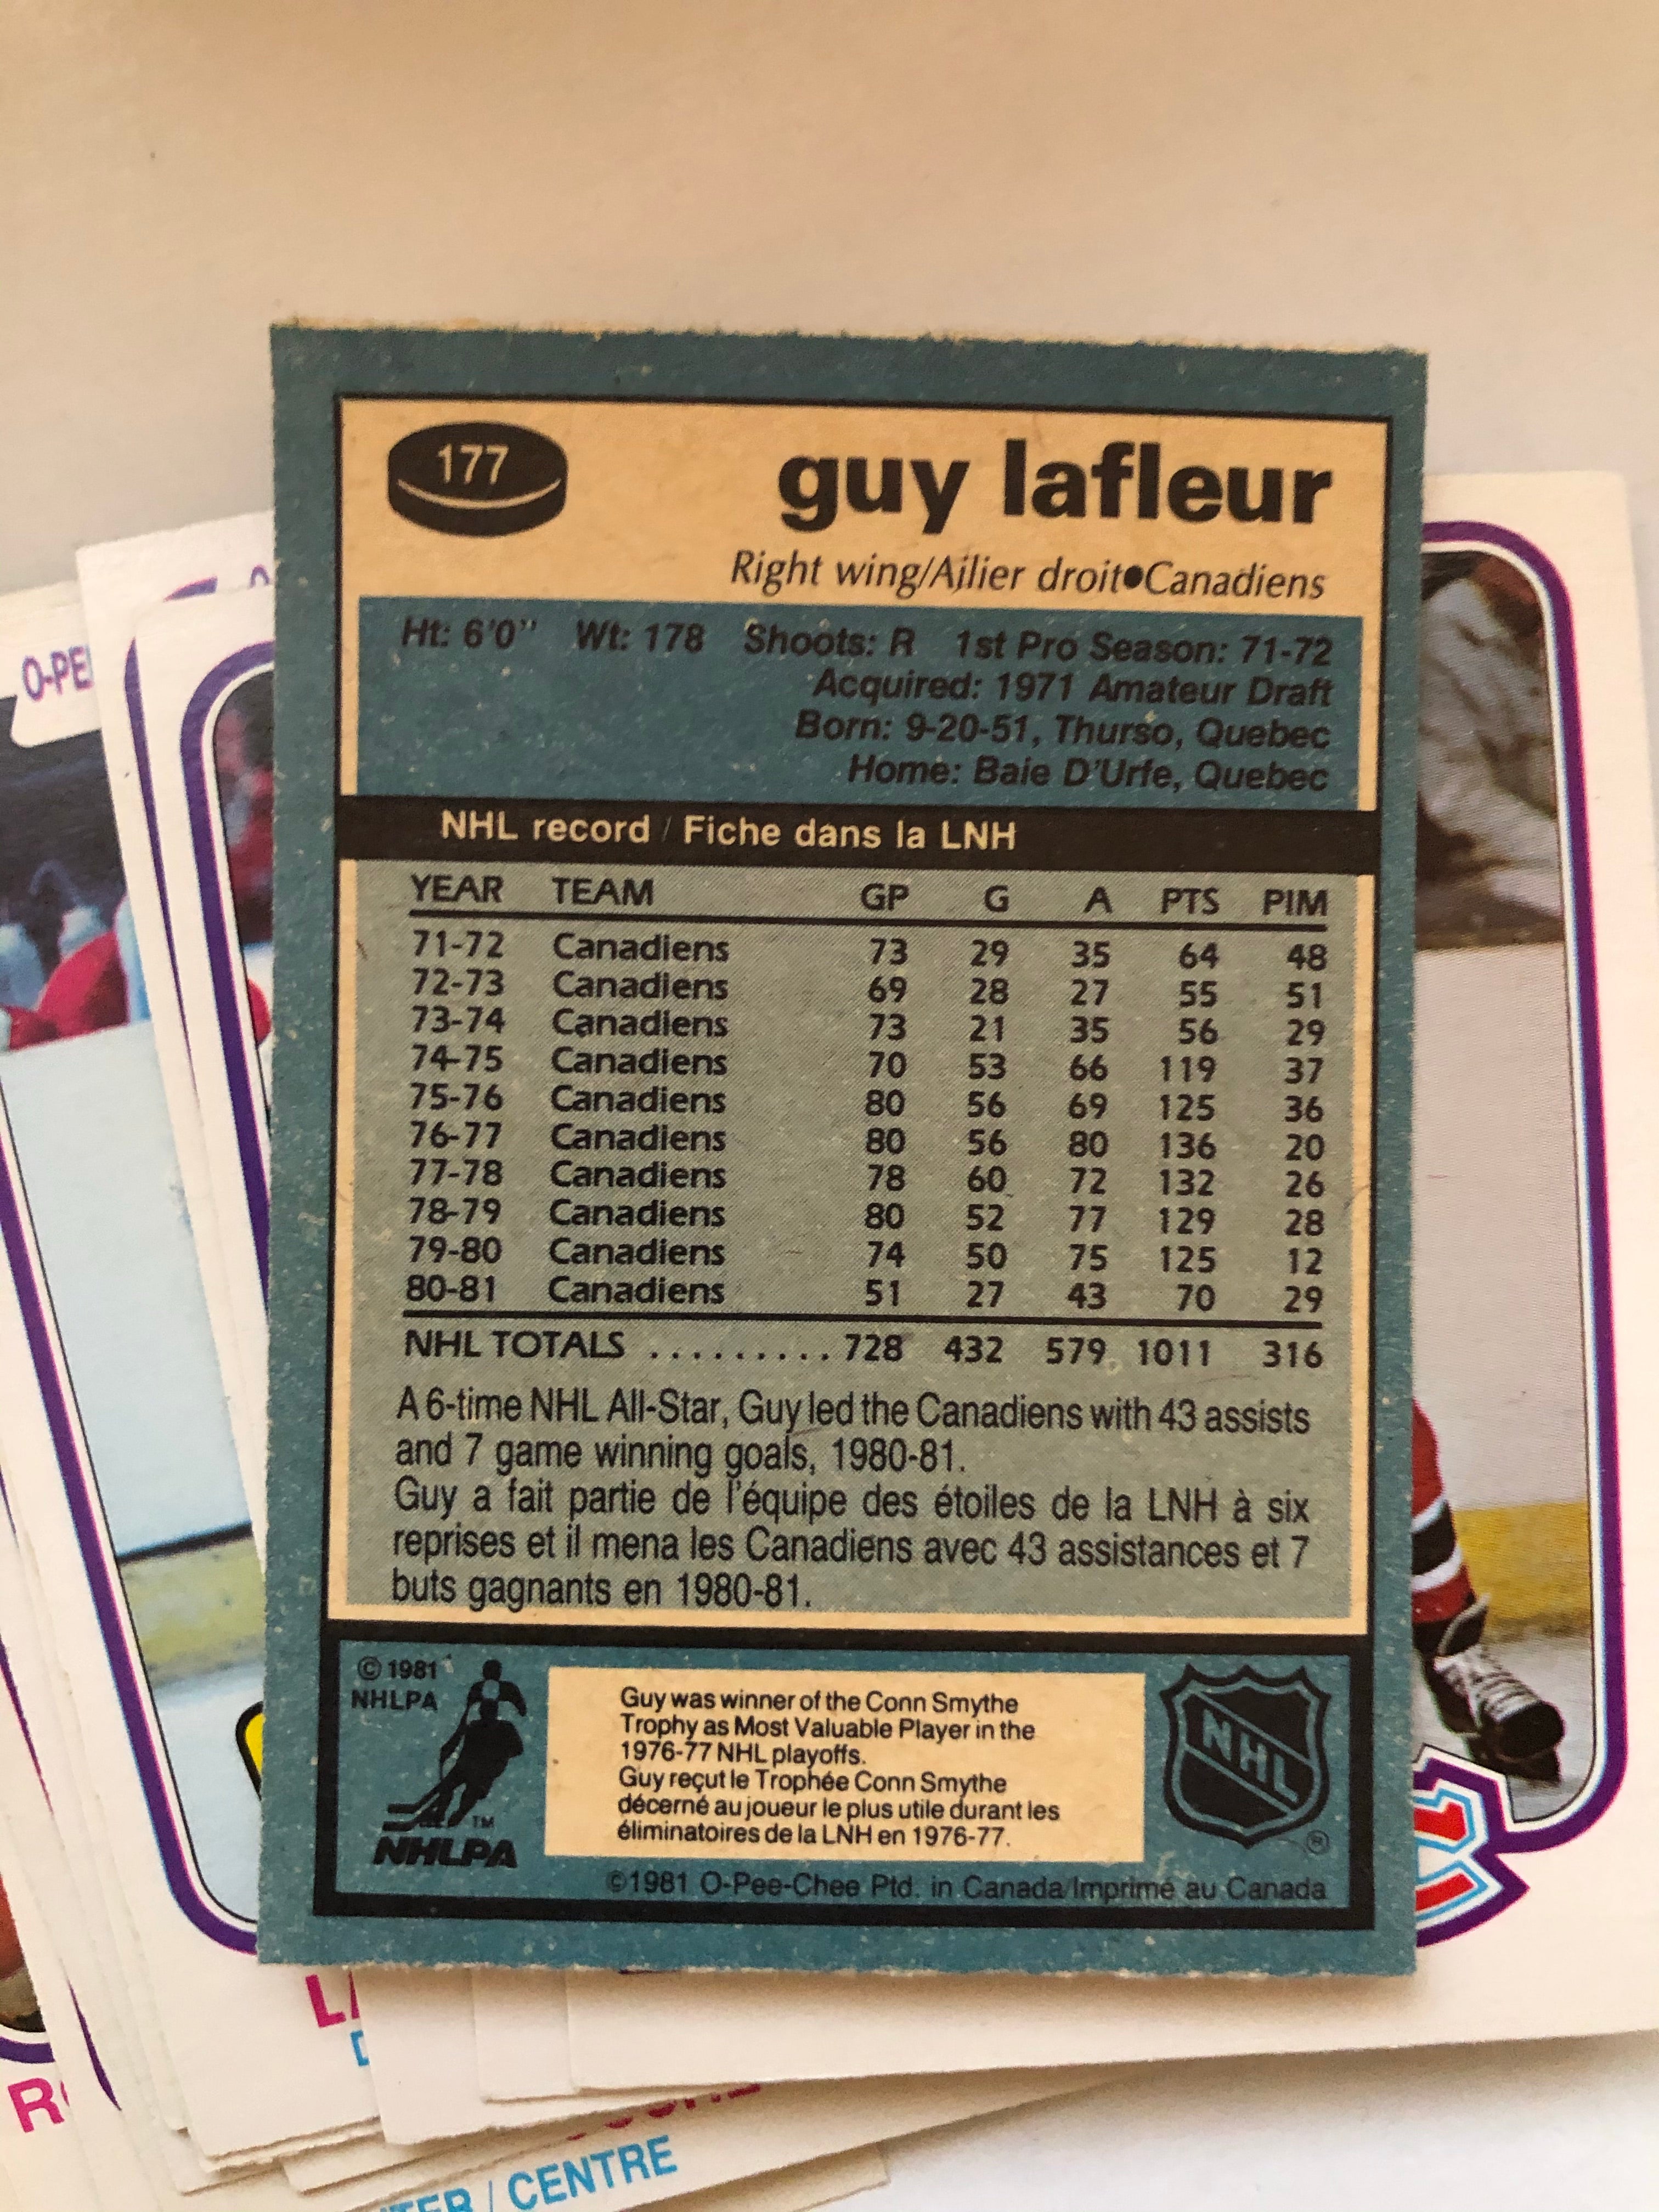 O-PE
177
guy lafleur
Right wing/Ailier droit•Canadiens
Ht: 6'0" Wt: 178 Shoots: R 1st Pro Season: 71-72
Acquired: 1971 Amateur Draft
Born: 9-20-51, Thurso, Quebec
Home: Baie D'Urfe, Quebec
NHL record / Fiche dans la LNH
YEAR TEAM GP G A PTS PIM
71-72 Canadiens 73 29 35 64 48
72-73 Canadiens 69 28 27 55 51
73-74 Canadiens 73 21 35 56 29
74-75 Canadiens 70 53 66 119 37
75-76 Canadiens 80 56 69 125 36
76-77 Canadiens 80 56 80 136 20
77-78 Canadiens 78 60 72 132 26
78-79 Canadiens 80 52 77 129 28
79-80 Canadiens 74 50 75 125 12
80-81 Canadiens 51 27 43 70 29
NHL TOTALS ......... 728 432 579 1011 316
A 6-time NHL All-Star, Guy led the Canadiens with 43 assists
and 7 game winning goals, 1980-81.
Guy a fait partie de l'équipe des étoiles de la LNH à six
reprises et il mena les Canadiens avec 43 assistances et 7
buts gagnants en 1980-81.
© 1981
NHLPA
TM
NHLPA
Guy was winner of the Conn Smythe
Trophy as Most Valuable Player in the
1976-77 NHL playoffs.
Guy reçut le Trophée Conn Smythe
décerné au joueur le plus utile durant les
éliminatoires de la LNH en 1976-77.
NHL
®
©1981 O-Pee-Chee Ptd. in Canada/Imprimé au Canada
L
D
R
TER / CENTRE